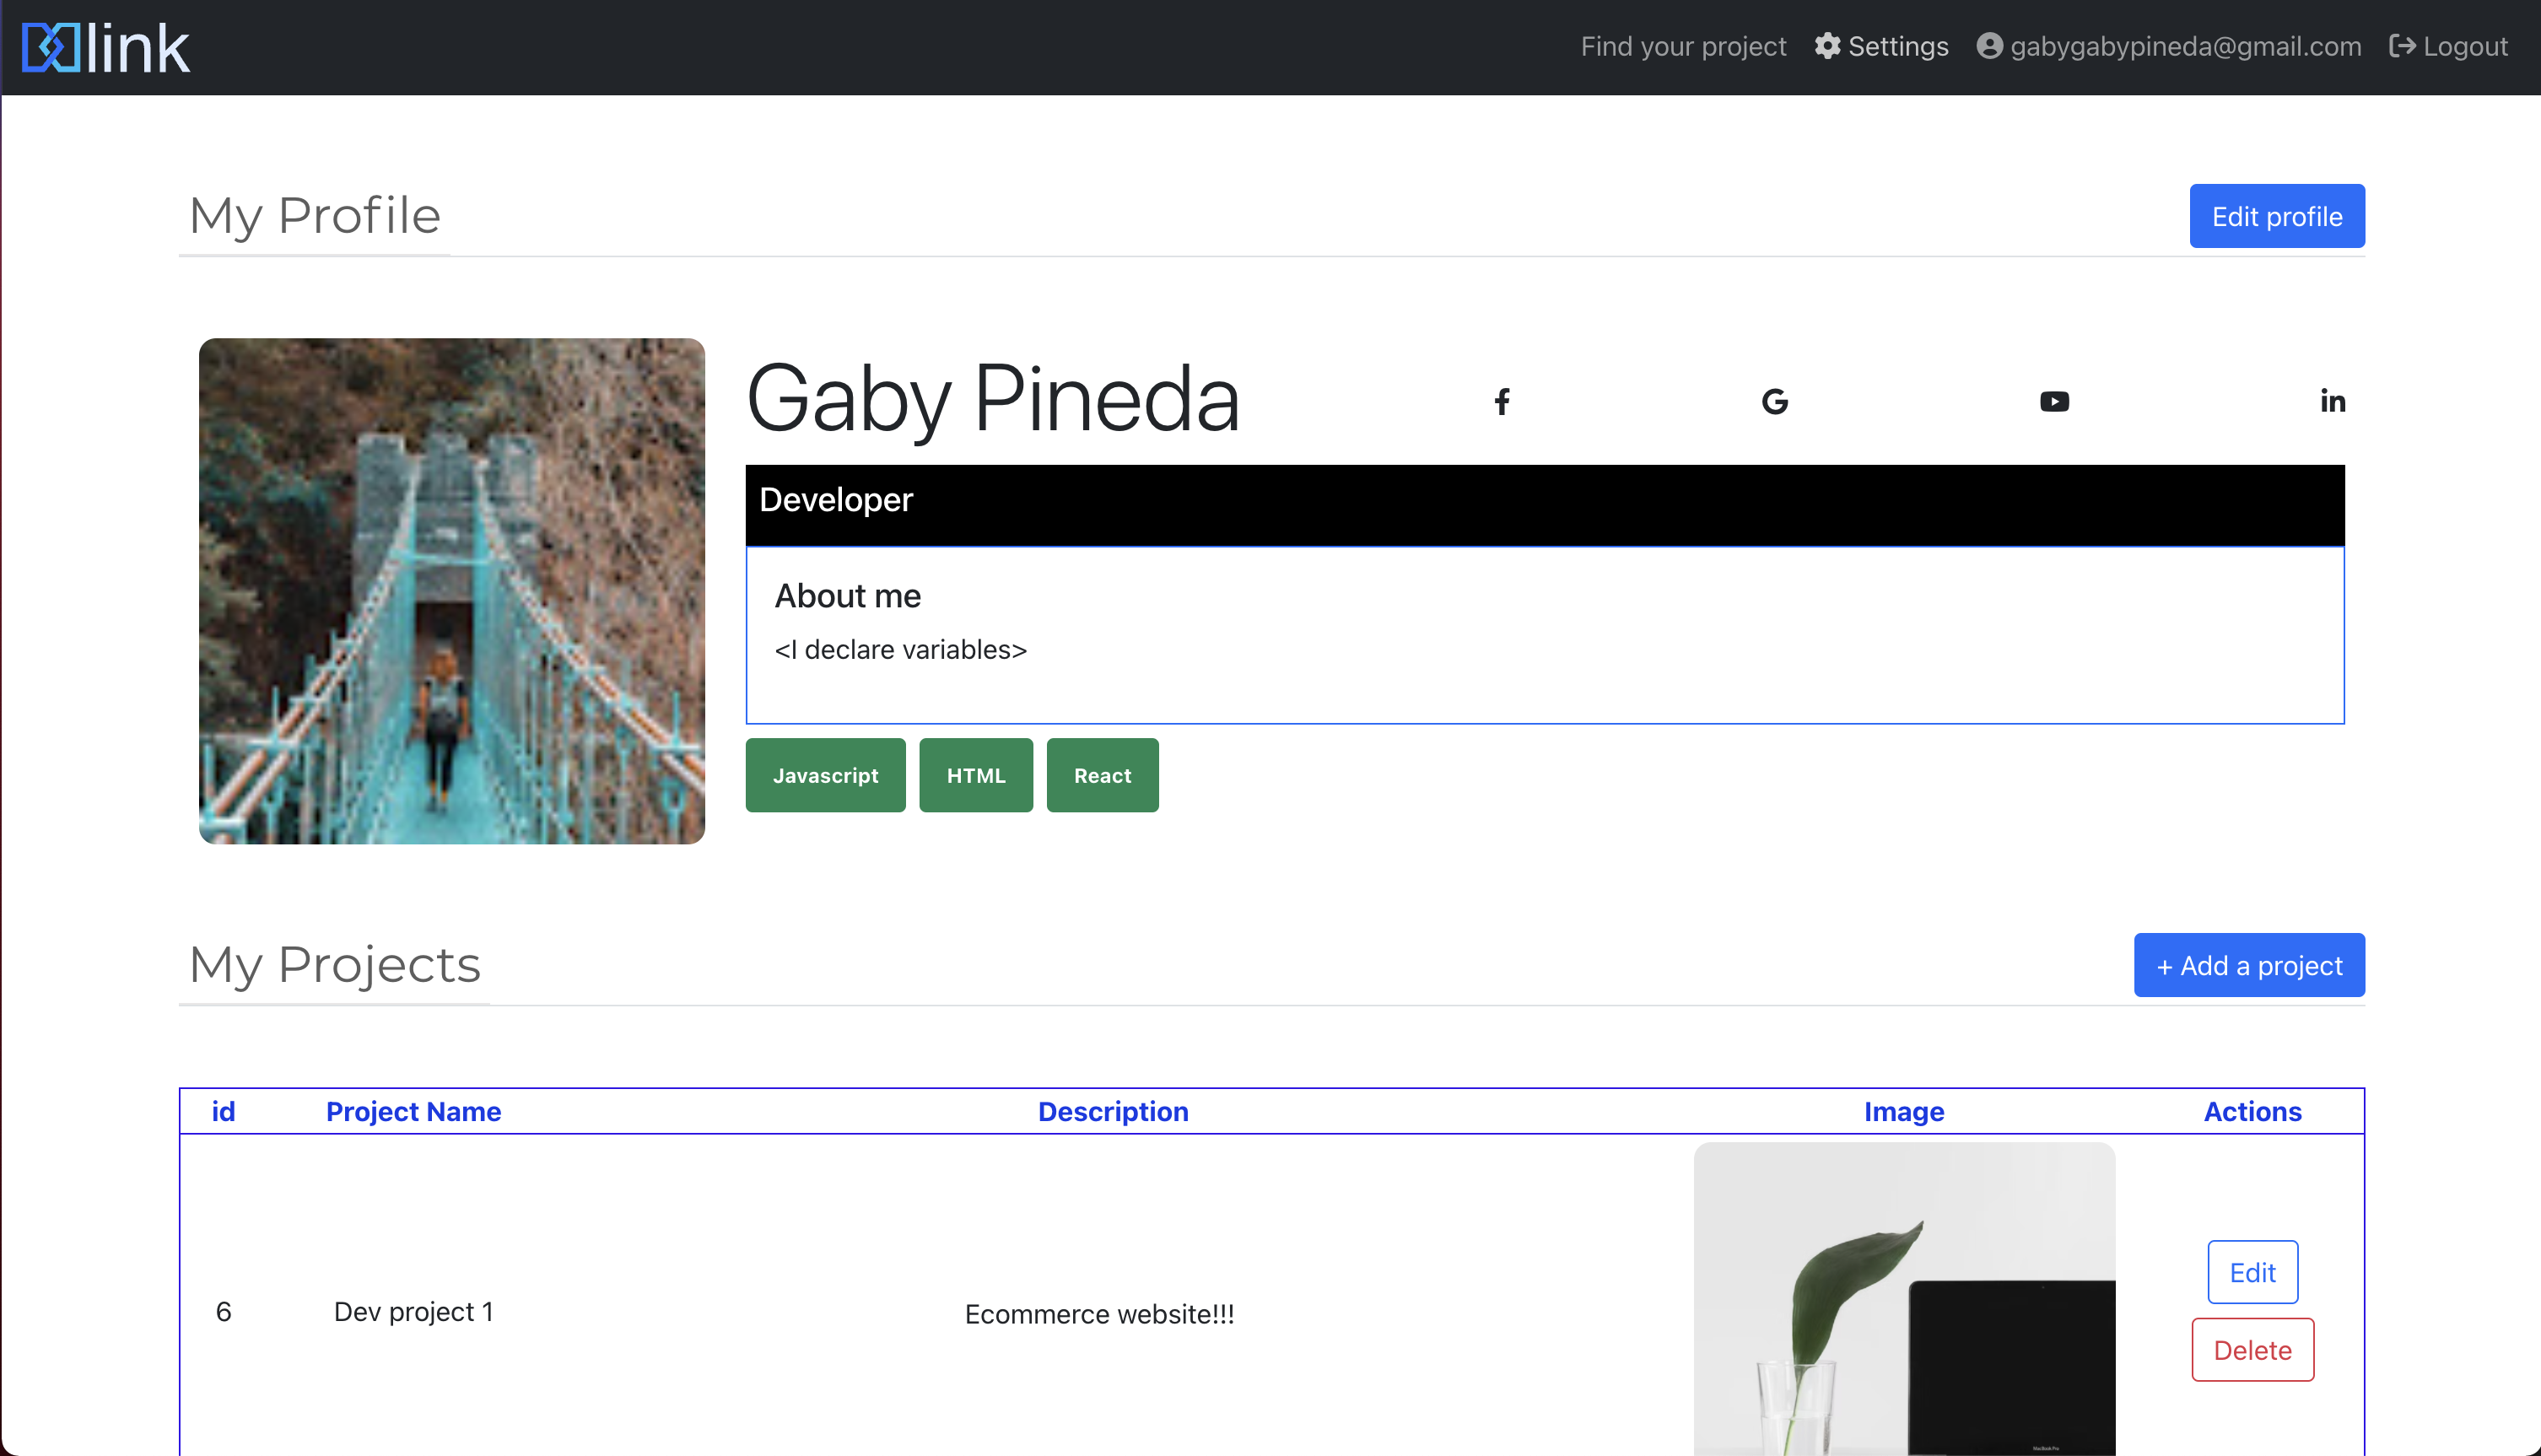 link
Find your project Settings gabygabypineda@gmail.com Logout
My Profile
Edit profile
Gaby Pineda
Developer
About me
<I declare variables>
Javascript HTML React
My Projects
+ Add a project
id Project Name Description Image Actions
6 Dev project 1 Ecommerce website!!!
Edit
Delete
MacBook Pro